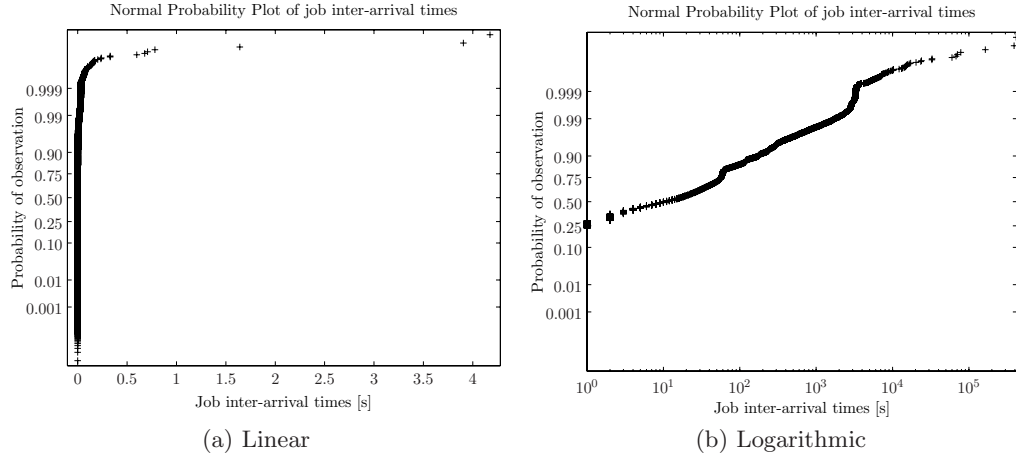 Normal Probability Plot of job inter-arrival times
Probability of observation
0.999
0.99
0.90
0.75
0.50
0.25
0.10
0.01
0.001
0 0.5 1 1.5 2 2.5 3 3.5 4
Job inter-arrival times [s]
(a) Linear
Normal Probability Plot of job inter-arrival times
Probability of observation
0.999
0.99
0.90
0.75
0.50
0.25
0.10
0.01
0.001
10^0 10^1 10^2 10^3 10^4 10^5
Job inter-arrival times [s]
(b) Logarithmic